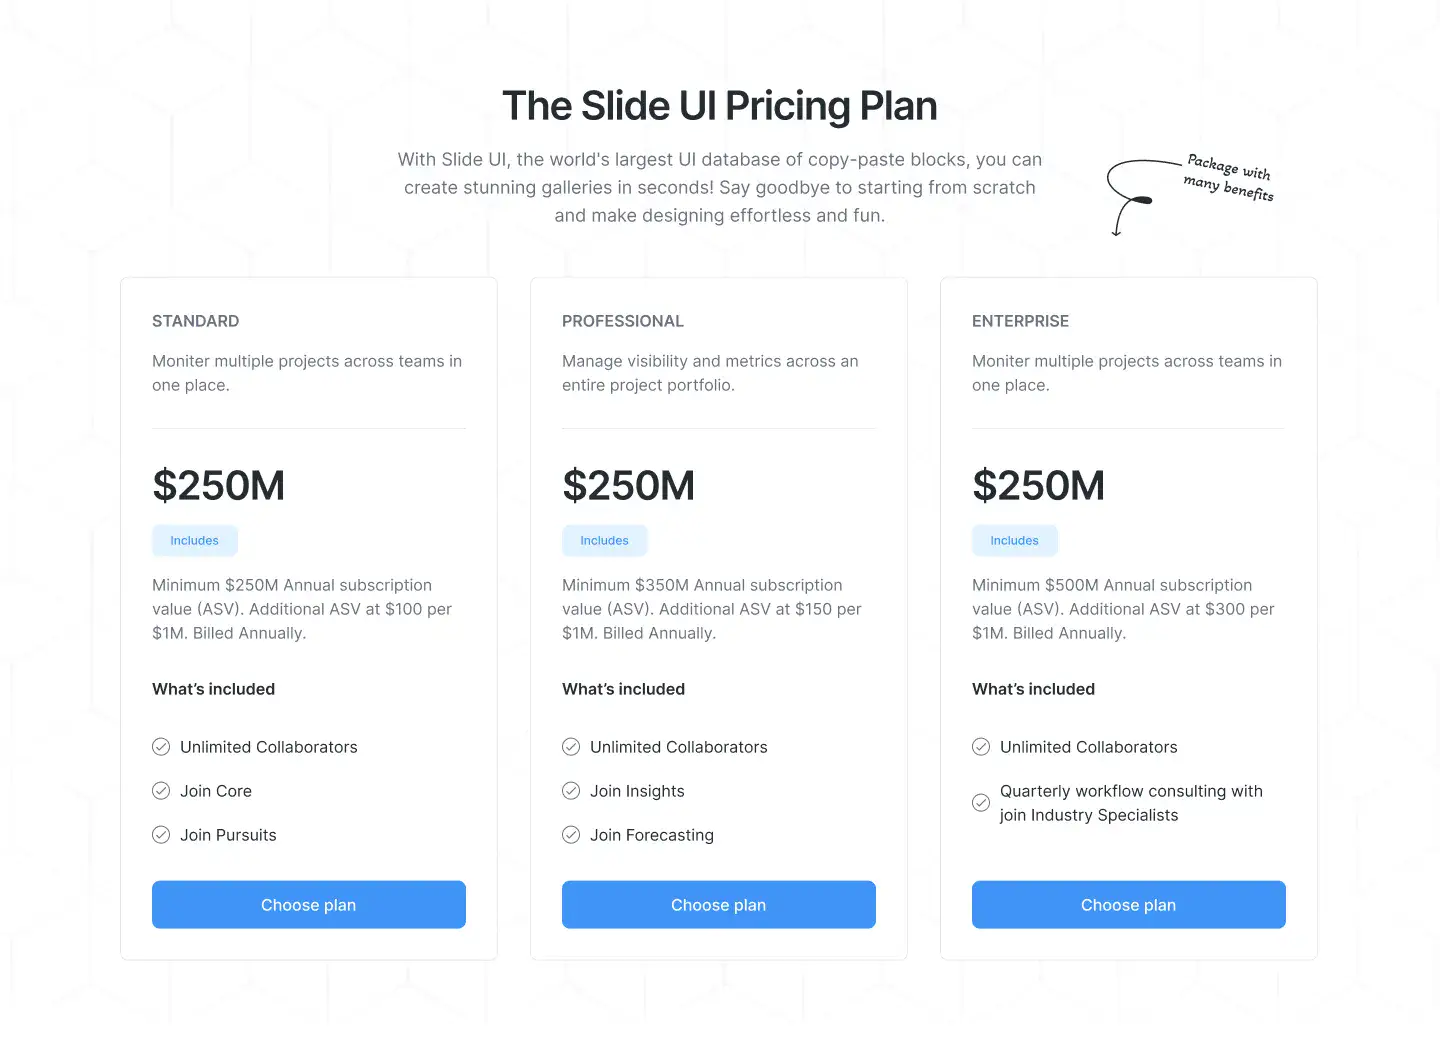 The Slide UI Pricing Plan
With Slide UI, the world's largest UI database of copy-paste blocks, you can
create stunning galleries in seconds! Say goodbye to starting from scratch
and make designing effortless and fun.
Package with
many benefits
STANDARD
Moniter multiple projects across teams in
one place.
$250M
Includes
Minimum $250M Annual subscription
value (ASV). Additional ASV at $100 per
$1M. Billed Annually.
What’s included
Unlimited Collaborators
Join Core
Join Pursuits
Choose plan
PROFESSIONAL
Manage visibility and metrics across an
entire project portfolio.
$250M
Includes
Minimum $350M Annual subscription
value (ASV). Additional ASV at $150 per
$1M. Billed Annually.
What’s included
Unlimited Collaborators
Join Insights
Join Forecasting
Choose plan
ENTERPRISE
Moniter multiple projects across teams in
one place.
$250M
Includes
Minimum $500M Annual subscription
value (ASV). Additional ASV at $300 per
$1M. Billed Annually.
What’s included
Unlimited Collaborators
Quarterly workflow consulting with
join Industry Specialists
Choose plan